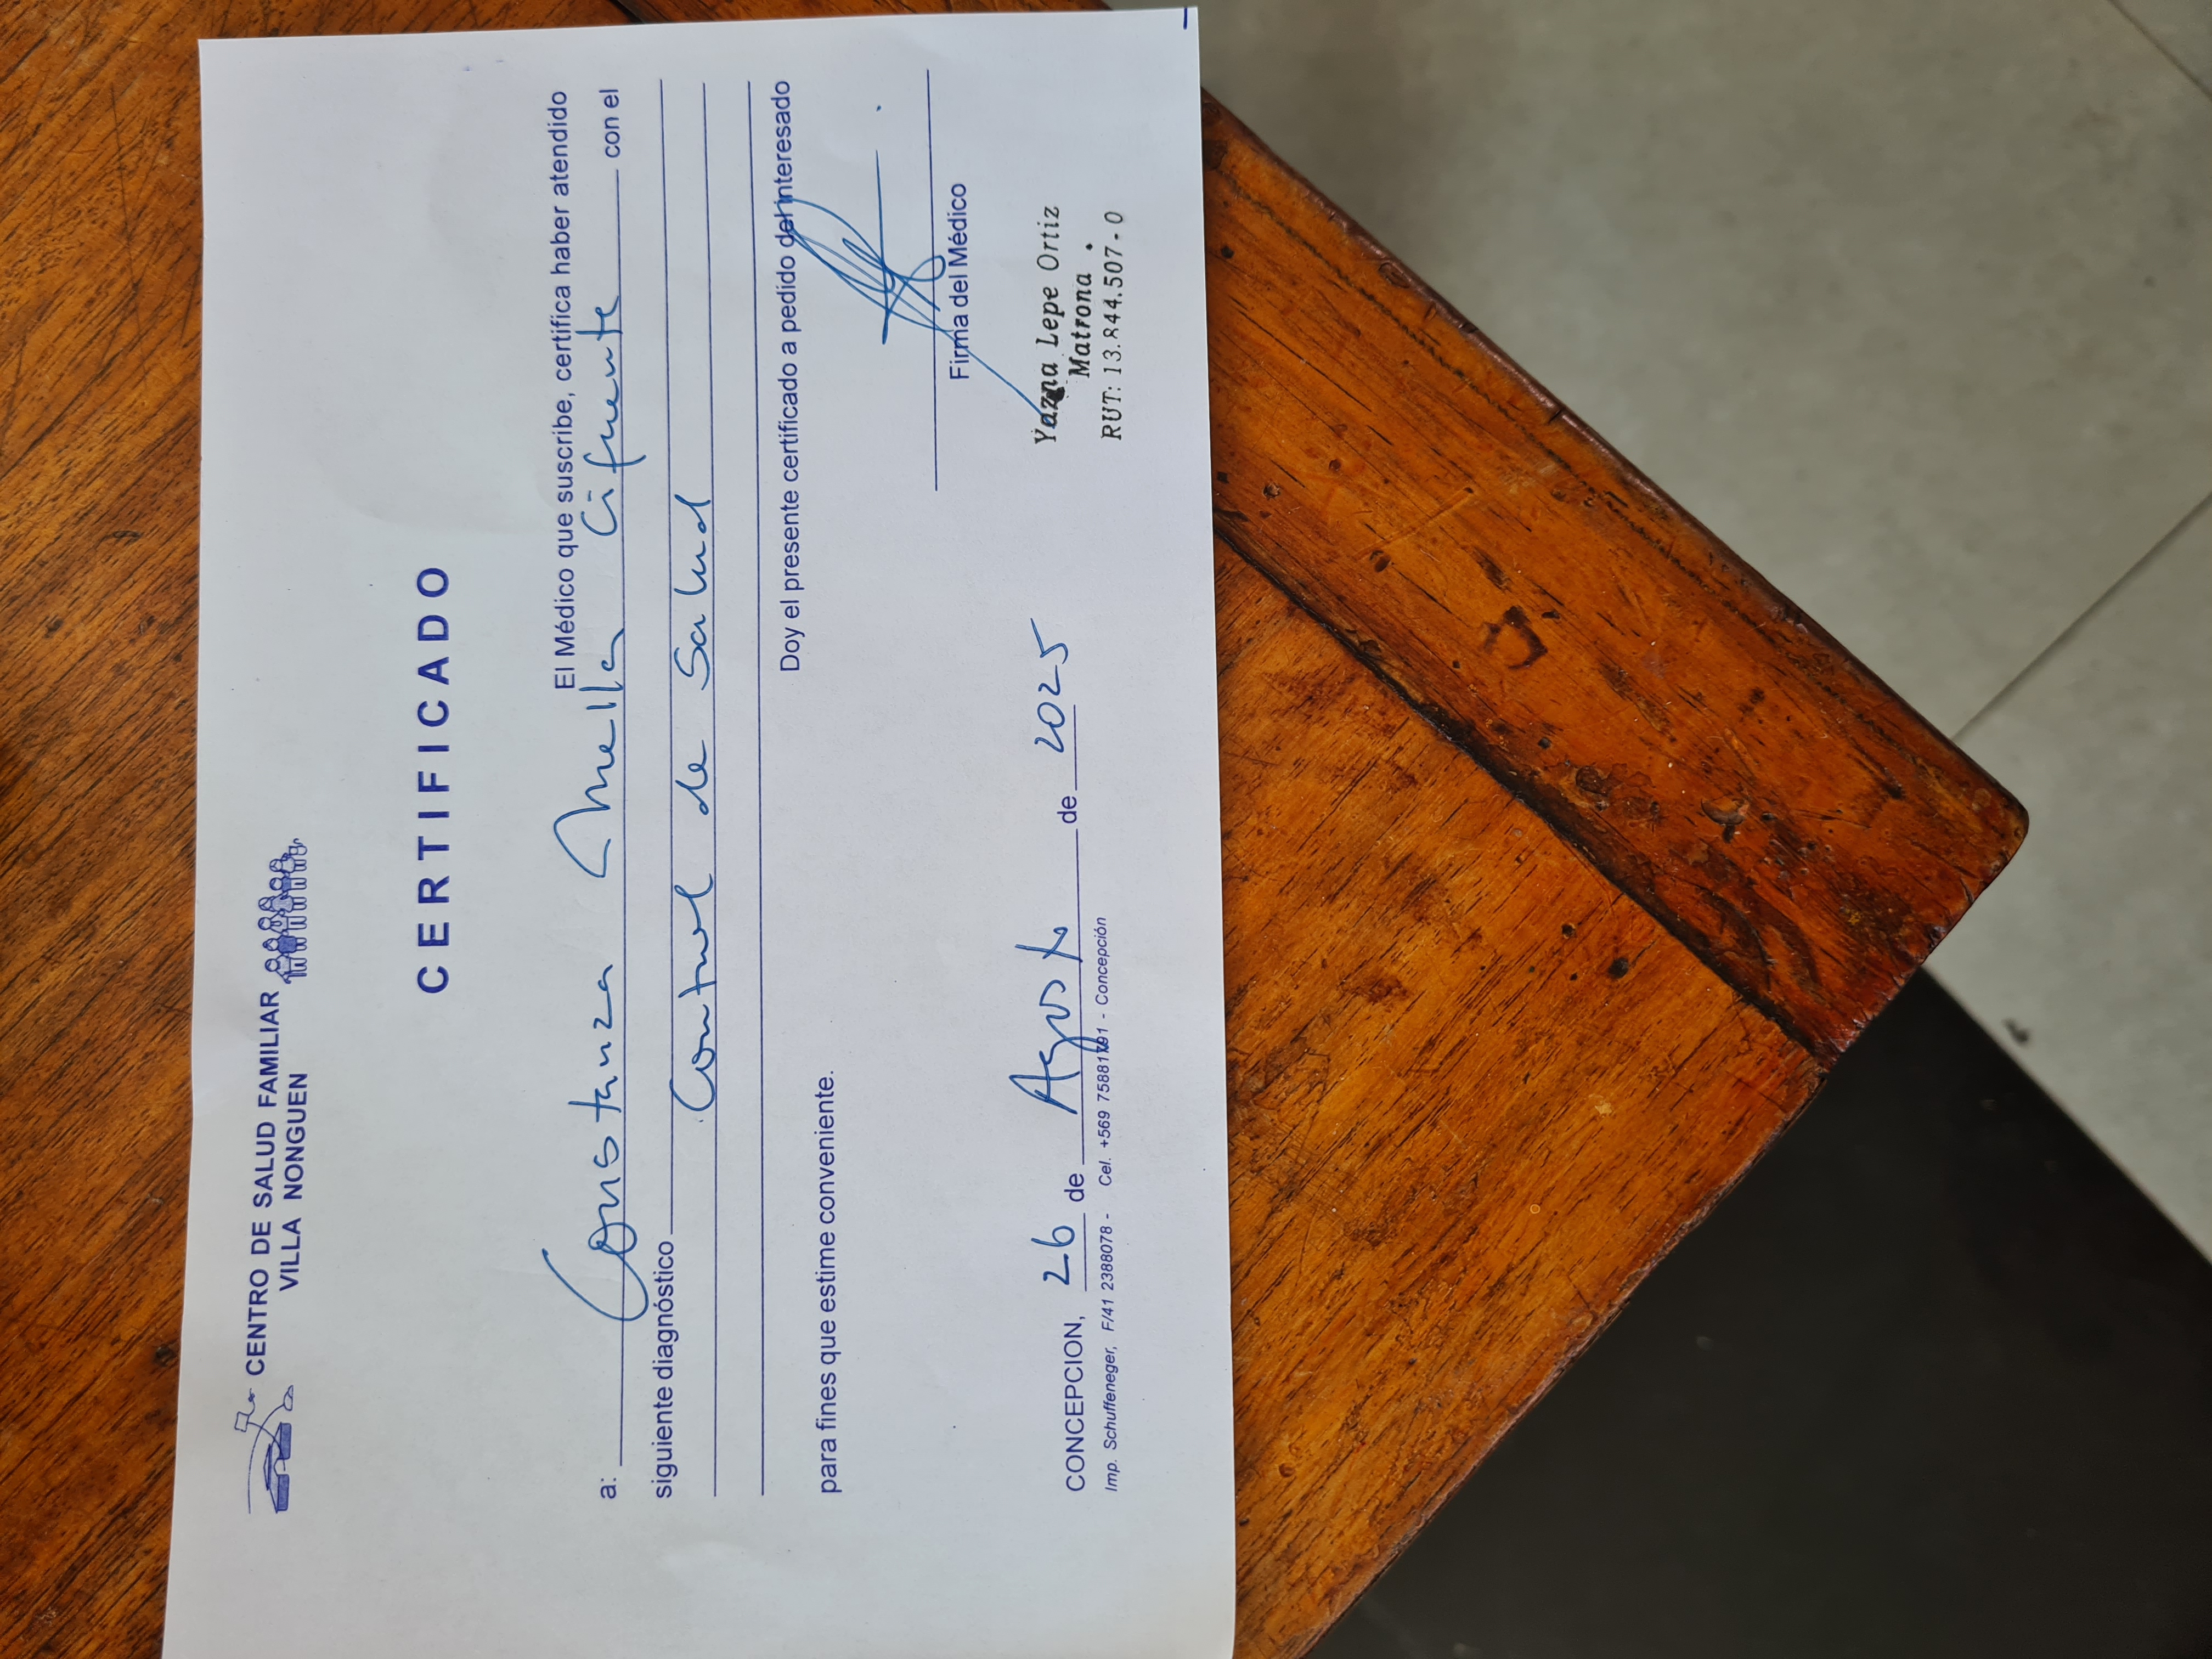 CENTRO DE SALUD FAMILIAR
VILLA NONGUEN
CERTIFICADO
El Médico que suscribe, certifica haber atendido
a: Constanza Mella Cifuente con el
siguiente diagnóstico
Control de Salud
Doy el presente certificado a pedido del interesado
para fines que estime conveniente.
Firma del Médico
Yazna Lepe Ortiz
Matrona
RUT: 13.844.507-0
CONCEPCION, 26 de Agosto de 2025
Imp. Schuffeneger, F/41 2388078 - Cel. +569 75881791 - Concepción